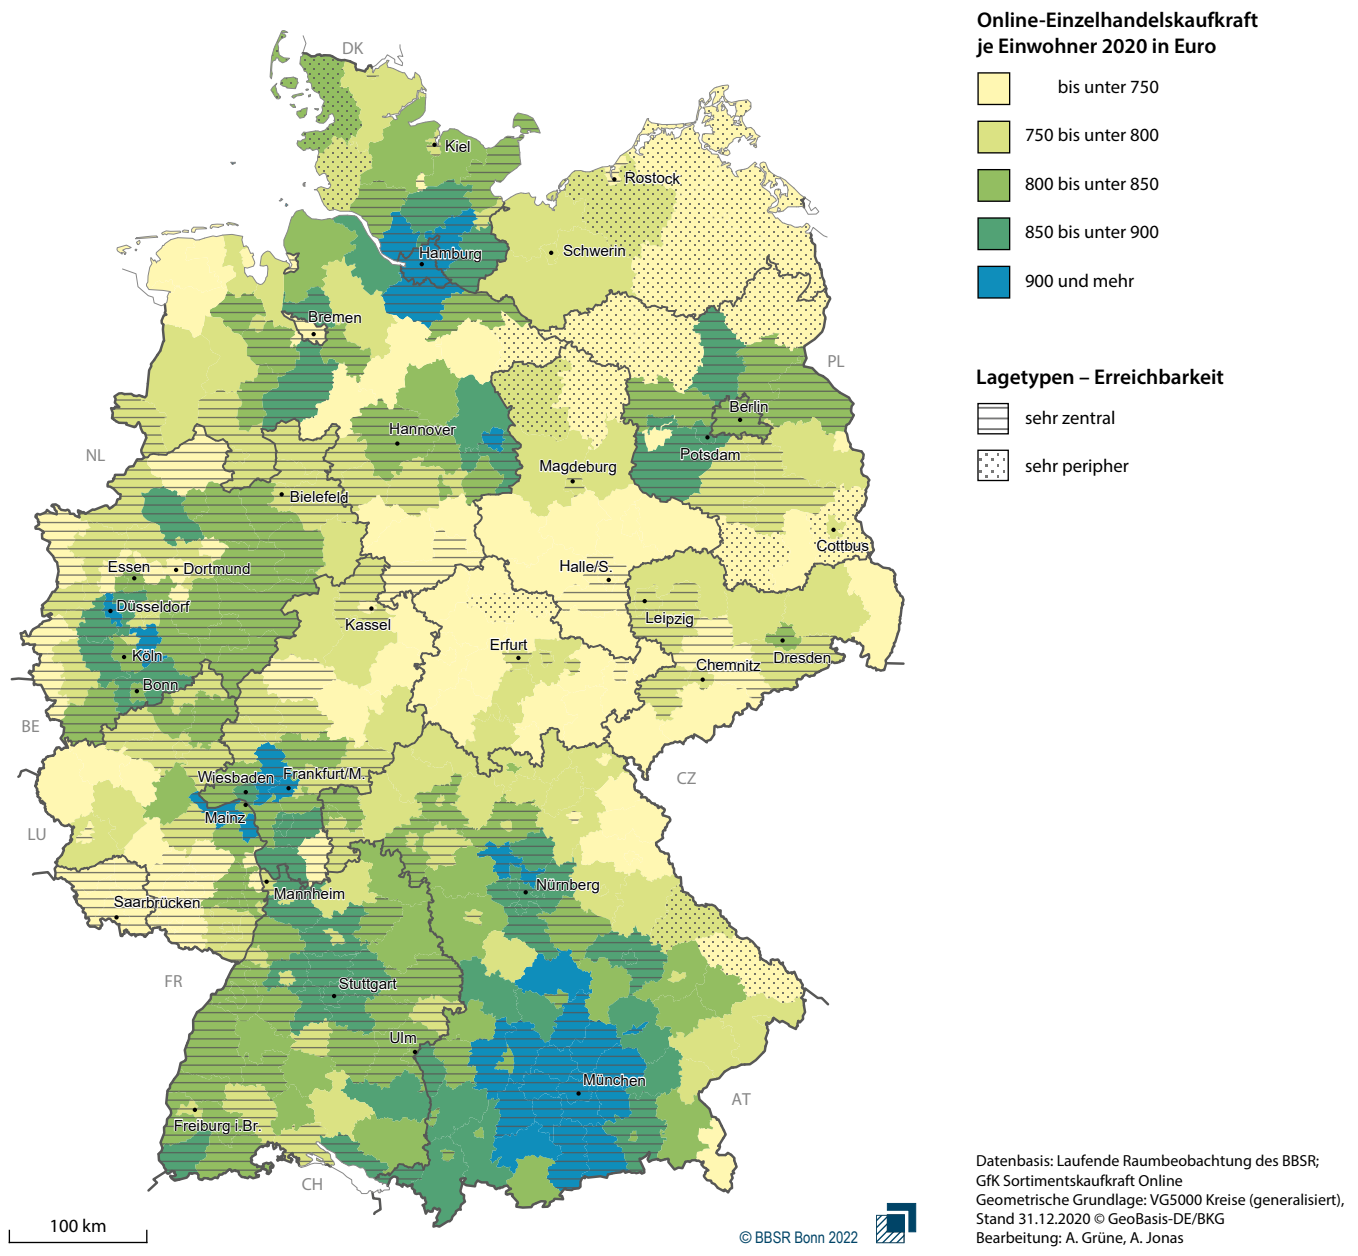 Online-Einzelhandelskaufkraft
je Einwohner 2020 in Euro
bis unter 750
750 bis unter 800
800 bis unter 850
850 bis unter 900
900 und mehr
Lagetypen – Erreichbarkeit
sehr zentral
sehr peripher
DK
Kiel
Rostock
Schwerin
Hamburg
Bremen
PL
Berlin
Hannover
Potsdam
NL
Magdeburg
Bielefeld
Cottbus
Essen
Dortmund
Halle/S.
Düsseldorf
Leipzig
Kassel
Erfurt
Köln
Dresden
Chemnitz
Bonn
BE
Wiesbaden
Frankfurt/M.
CZ
Mainz
LU
Nürnberg
Mannheim
Saarbrücken
FR
Stuttgart
Ulm
München
AT
Freiburg i.Br.
CH
100 km
© BBSR Bonn 2022
Datenbasis: Laufende Raumbeobachtung des BBSR;
GfK Sortimentskaufkraft Online
Geometrische Grundlage: VG5000 Kreise (generalisiert),
Stand 31.12.2020 © GeoBasis-DE/BKG
Bearbeitung: A. Grüne, A. Jonas